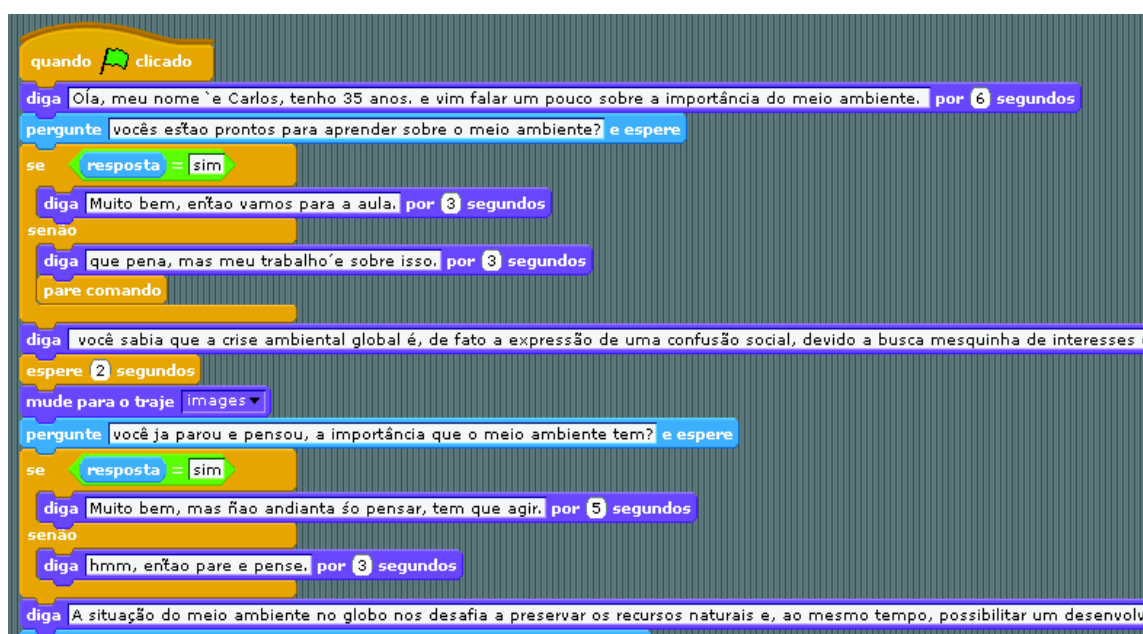 quando clicado
diga Oĺa, meu nome `e Carlos, tenho 35 anos. e vim falar um pouco sobre a importância do meio ambiente. por 6 segundos
pergunte vocês es˜tao prontos para aprender sobre o meio ambiente? e espere
se resposta = sim
diga Muito bem, en˜tao vamos para a aula. por 3 segundos
senão
diga que pena, mas meu trabalho´e sobre isso. por 3 segundos
pare comando
diga você sabia que a crise ambiental global é, de fato a expressão de uma confusão social, devido a busca mesquinha de interesses
espere 2 segundos
mude para o traje images
pergunte você ja parou e pensou, a importância que o meio ambiente tem? e espere
se resposta = sim
diga Muito bem, mas ñao andianta śo pensar, tem que agir. por 5 segundos
senão
diga hmm, en˜tao pare e pense. por 3 segundos
diga A situação do meio ambiente no globo nos desafia a preservar os recursos naturais e, ao mesmo tempo, possibilitar um desenvolv